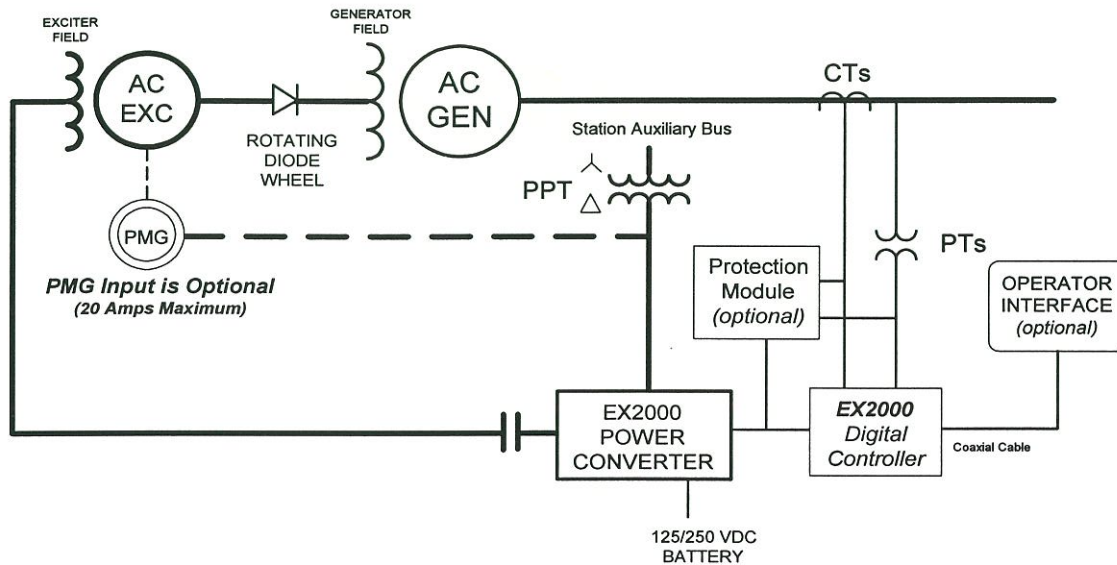 EXCITER
FIELD
GENERATOR
FIELD
AC
EXC
AC
GEN
CTs
ROTATING
DIODE
WHEEL
Station Auxiliary Bus
PPT
PMG
PTs
PMG Input is Optional
(20 Amps Maximum)
Protection
Module
(optional)
OPERATOR
INTERFACE
(optional)
EX2000
POWER
CONVERTER
EX2000
Digital
Controller
Coaxial Cable
125/250 VDC
BATTERY